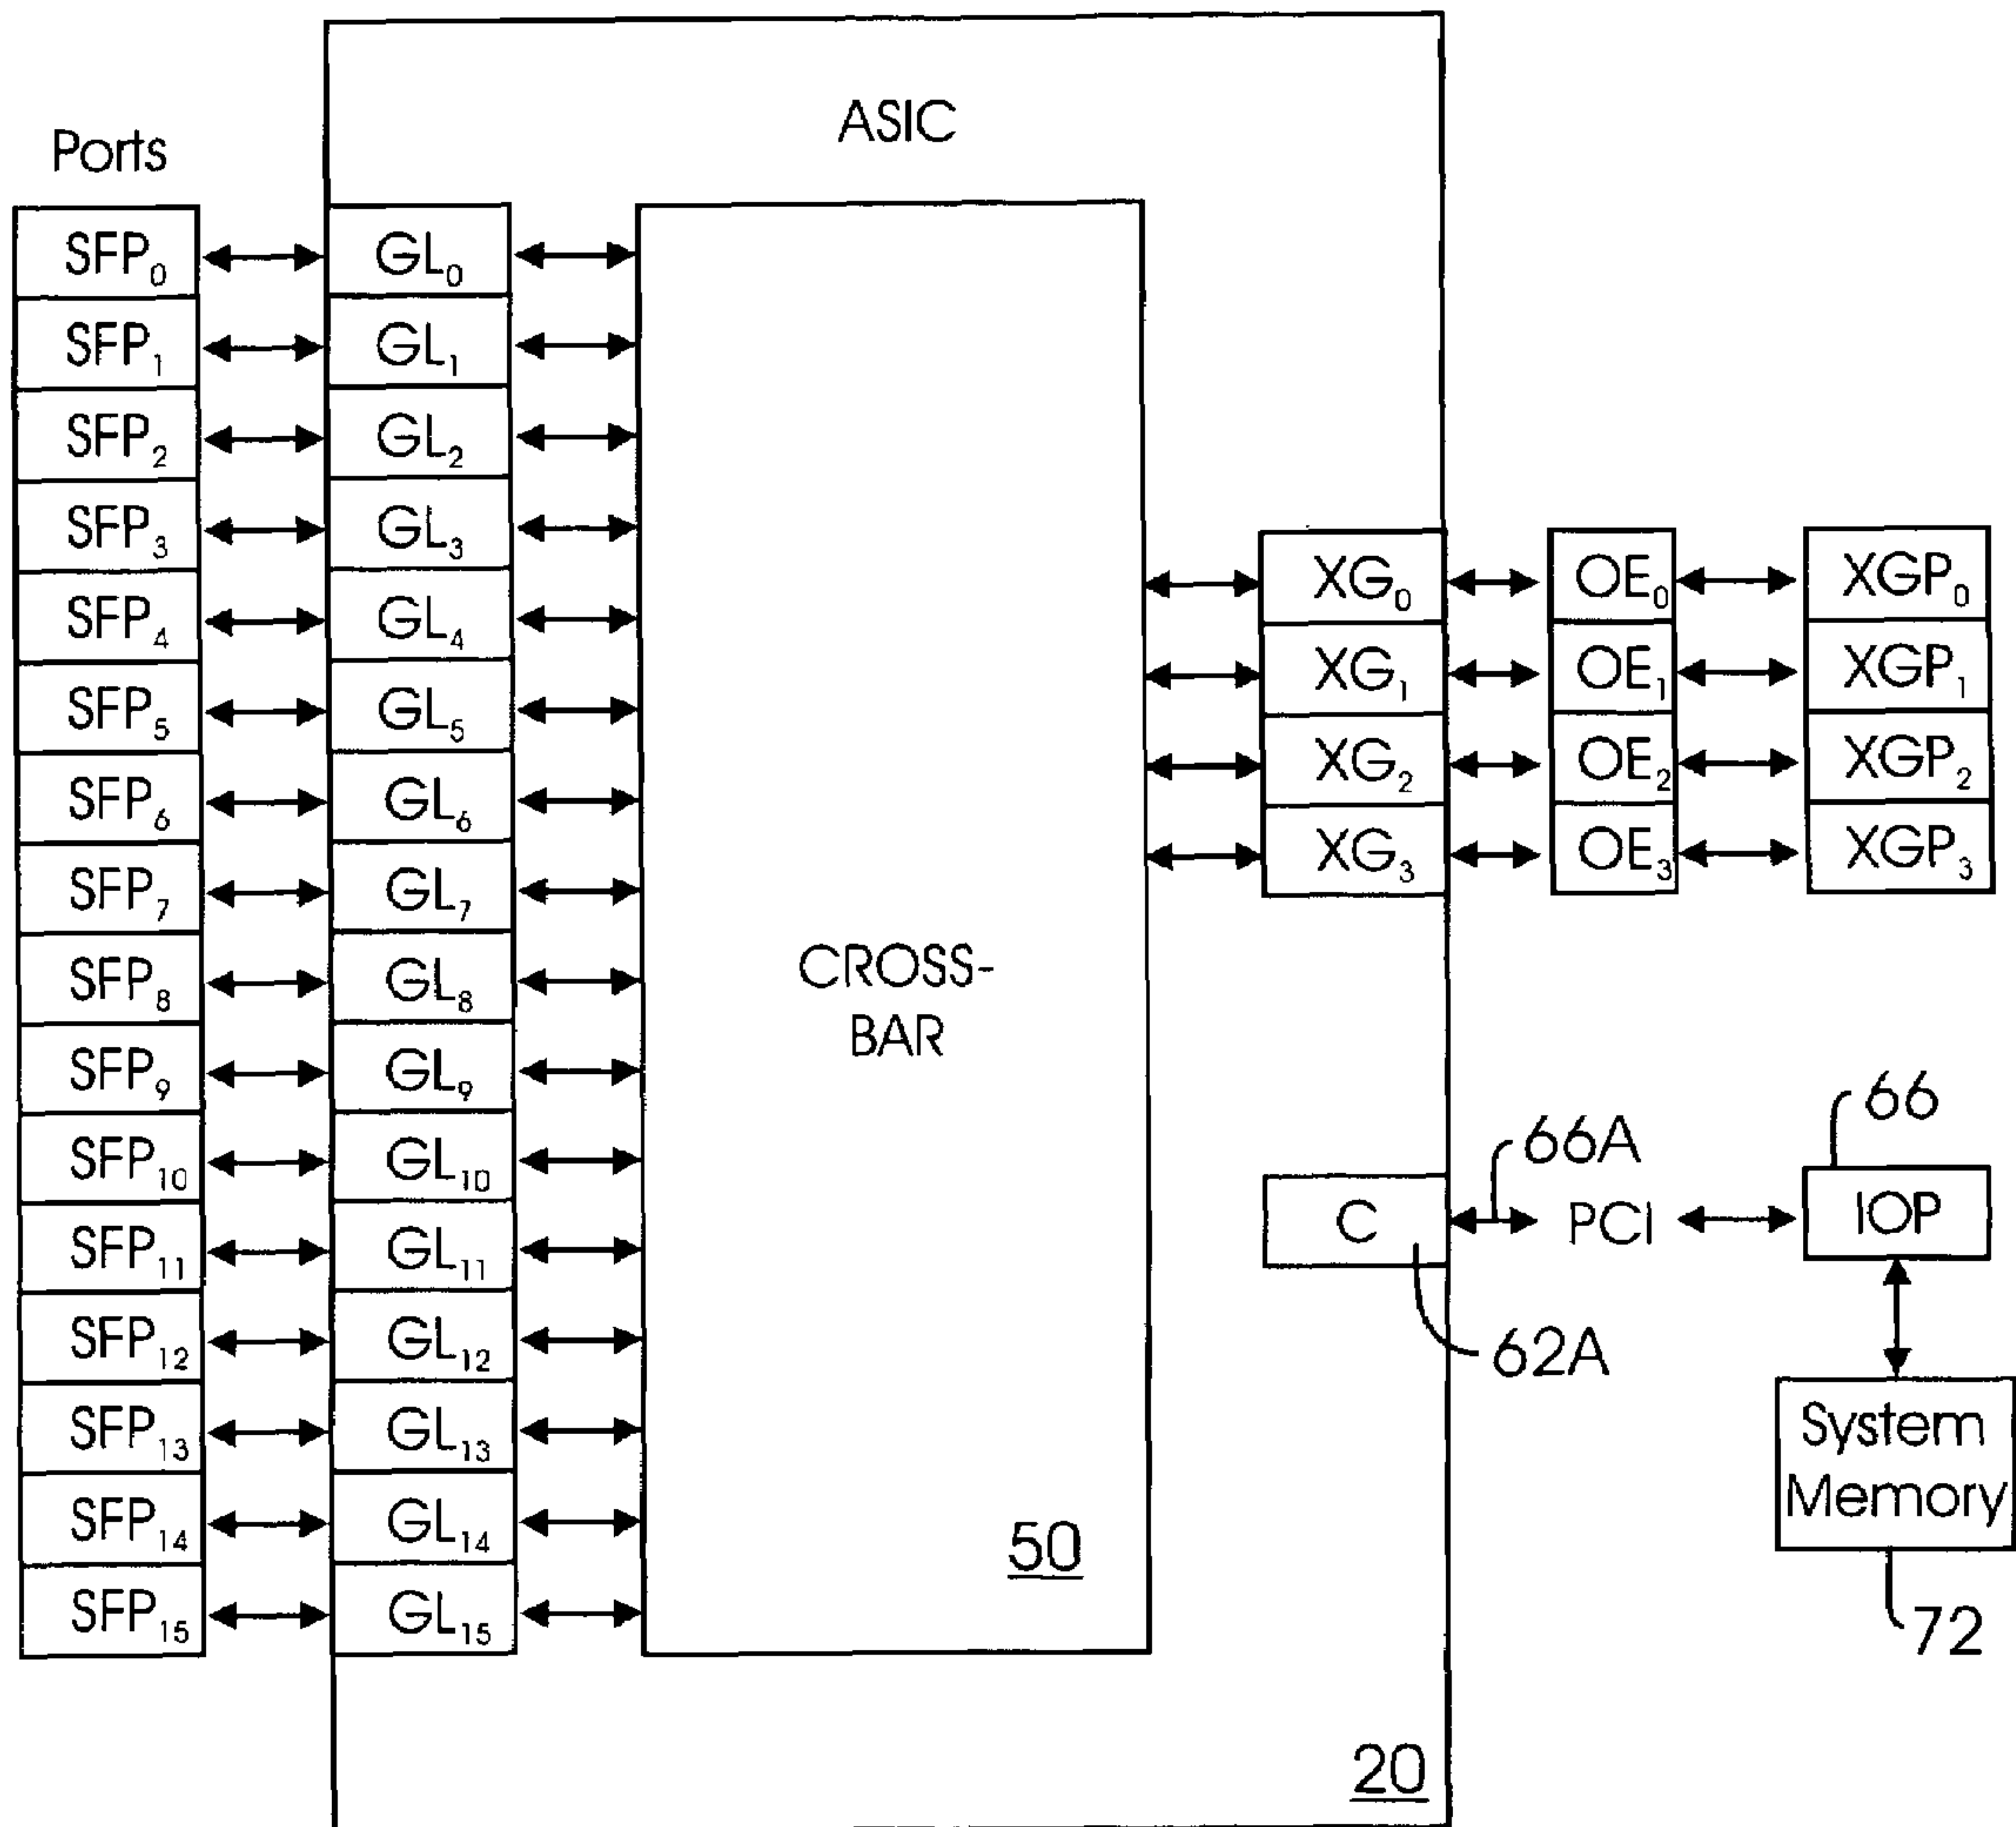 ASIC
Ports
SFP₀ GL₀
SFP₁ GL₁
SFP₂ GL₂
SFP₃ GL₃
XG₀ OE₀ XGP₀
SFP₄ GL₄
XG₁ OE₁ XGP₁
SFP₅ GL₅
XG₂ OE₂ XGP₂
SFP₆ GL₆
XG₃ OE₃ XGP₃
SFP₇ GL₇
SFP₈ GL₈
CROSS-
BAR
SFP₉ GL₉
66
SFP₁₀ GL₁₀
66A
C PCI IOP
SFP₁₁ GL₁₁
SFP₁₂ GL₁₂
62A
SFP₁₃ GL₁₃
System
Memory
SFP₁₄ GL₁₄
50
SFP₁₅ GL₁₅
72
20